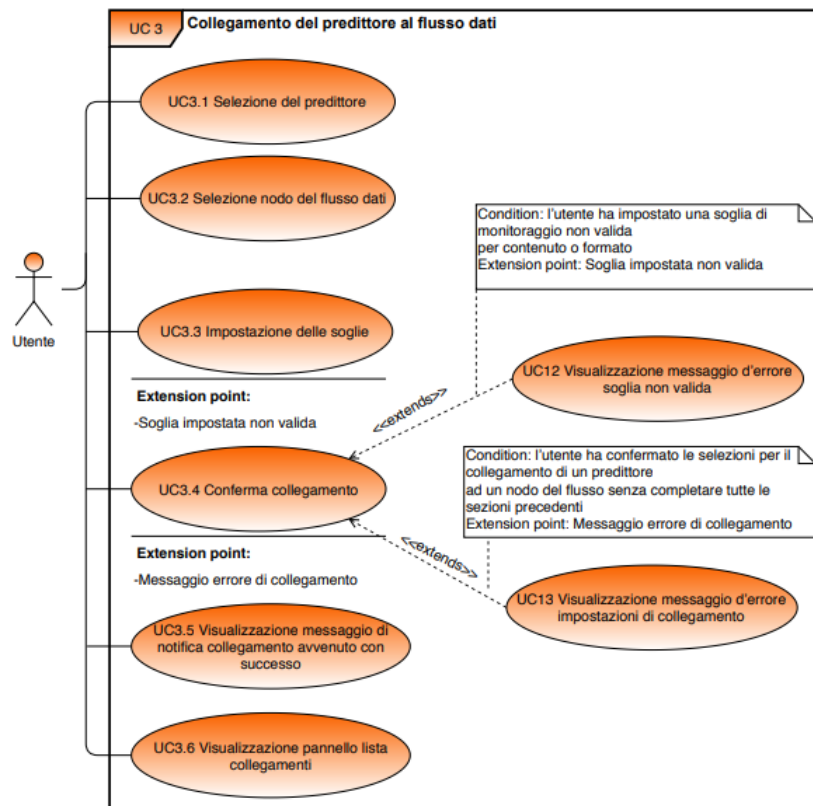 UC 3
Collegamento del predittore al flusso dati
UC3.1 Selezione del predittore
UC3.2 Selezione nodo del flusso dati
Condition: l'utente ha impostato una soglia di
monitoraggio non valida
per contenuto o formato
Extension point: Soglia impostata non valida
Utente
UC3.3 Impostazione delle soglie
UC12 Visualizzazione messaggio d'errore
soglia non valida
Extension point:
-Soglia impostata non valida
<<extends>>
UC3.4 Conferma collegamento
Condition: l'utente ha confermato le selezioni per il
collegamento di un predittore
ad un nodo del flusso senza completare tutte le
sezioni precedenti
Extension point: Messaggio errore di collegamento
<<extends>>
Extension point:
-Messaggio errore di collegamento
UC13 Visualizzazione messaggio d'errore
impostazioni di collegamento
UC3.5 Visualizzazione messaggio di
notifica collegamento avvenuto con
successo
UC3.6 Visualizzazione pannello lista
collegamenti